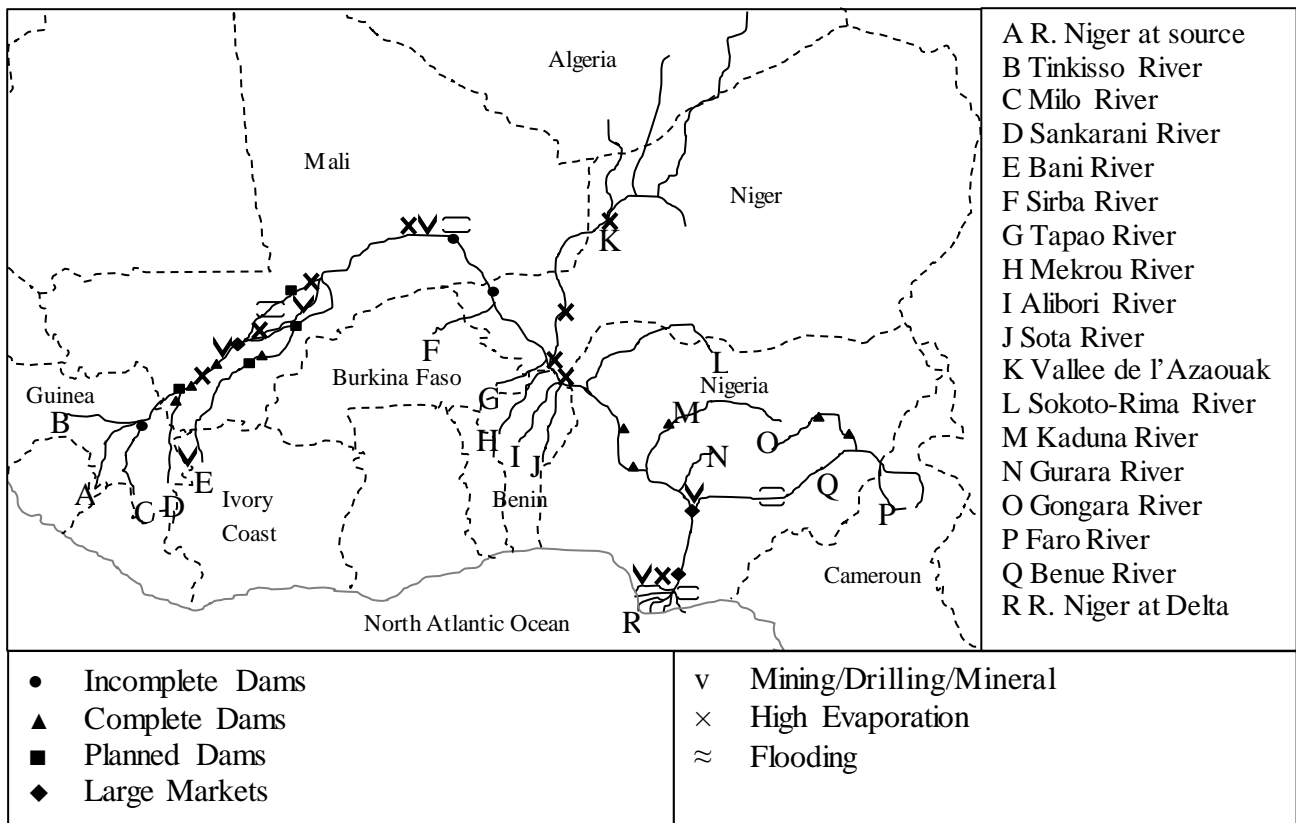 Algeria
Mali
Niger
K
F
Burkina Faso
Guinea
B
G
L
Nigeria
M
H
I
J
O
N
A
C
D
E
Ivory
Coast
Benin
Q
P
Cameroun
North Atlantic Ocean
R
A R. Niger at source
B Tinkisso River
C Milo River
D Sankarani River
E Bani River
F Sirba River
G Tapao River
H Mekrou River
I Alibori River
J Sota River
K Vallee de l’Azaouak
L Sokoto-Rima River
M Kaduna River
N Gurara River
O Gongara River
P Faro River
Q Benue River
R R. Niger at Delta
Incomplete Dams
Complete Dams
Planned Dams
Large Markets
v Mining/Drilling/Mineral
× High Evaporation
≈ Flooding